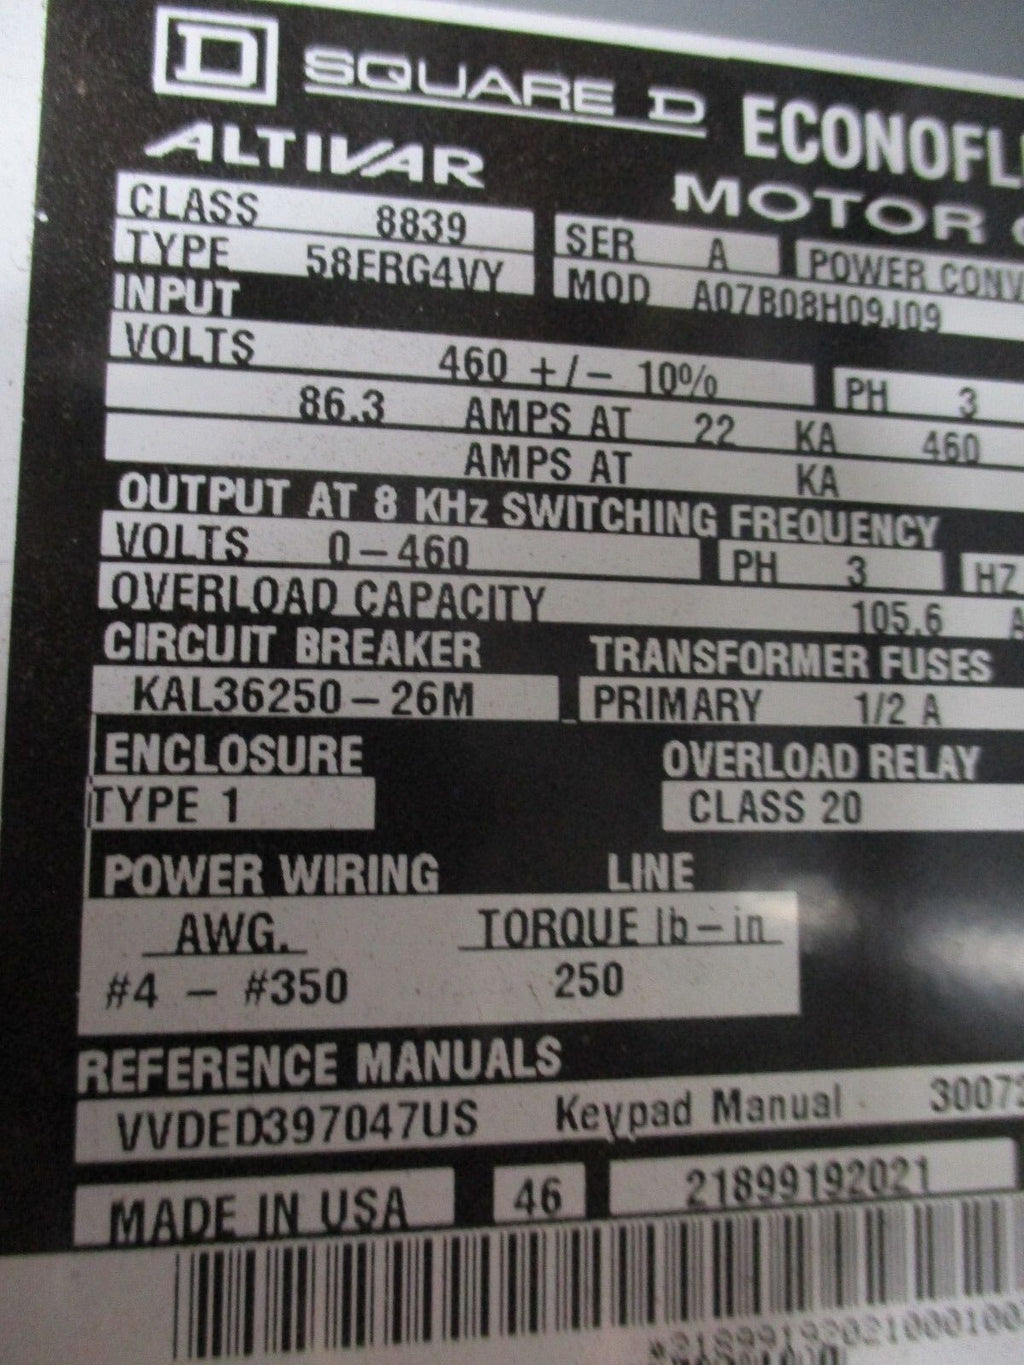 D SQUARE D ECONOFL
ALTIVAR MOTOR
CLASS 8839 SER A POWER CONV
TYPE 58ERG4VY MOD A07B08H09J09
INPUT
VOLTS 460 +/- 10% PH 3
86.3 AMPS AT 22 KA 460
AMPS AT KA
OUTPUT AT 8 KHz SWITCHING FREQUENCY
VOLTS 0-460 PH 3 HZ
OVERLOAD CAPACITY 105.6 A
CIRCUIT BREAKER TRANSFORMER FUSES
KAL36250-26M PRIMARY 1/2 A
ENCLOSURE OVERLOAD RELAY
TYPE 1 CLASS 20
POWER WIRING LINE
AWG. TORQUE lb-in
#4 - #350 250
REFERENCE MANUALS
VVDED397047US Keypad Manual 3007
MADE IN USA 46 21899192021
*21899192021000100